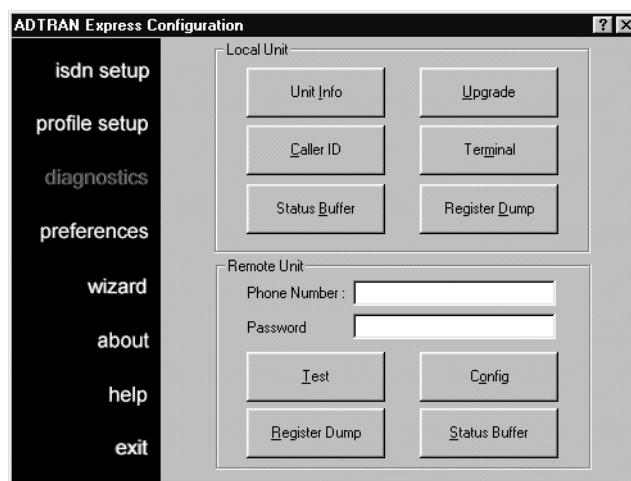 ADTRAN Express Configuration
isdn setup
profile setup
diagnostics
preferences
wizard
about
help
exit
Local Unit
Unit Info
Upgrade
Caller ID
Terminal
Status Buffer
Register Dump
Remote Unit
Phone Number :
Password
Test
Config
Register Dump
Status Buffer